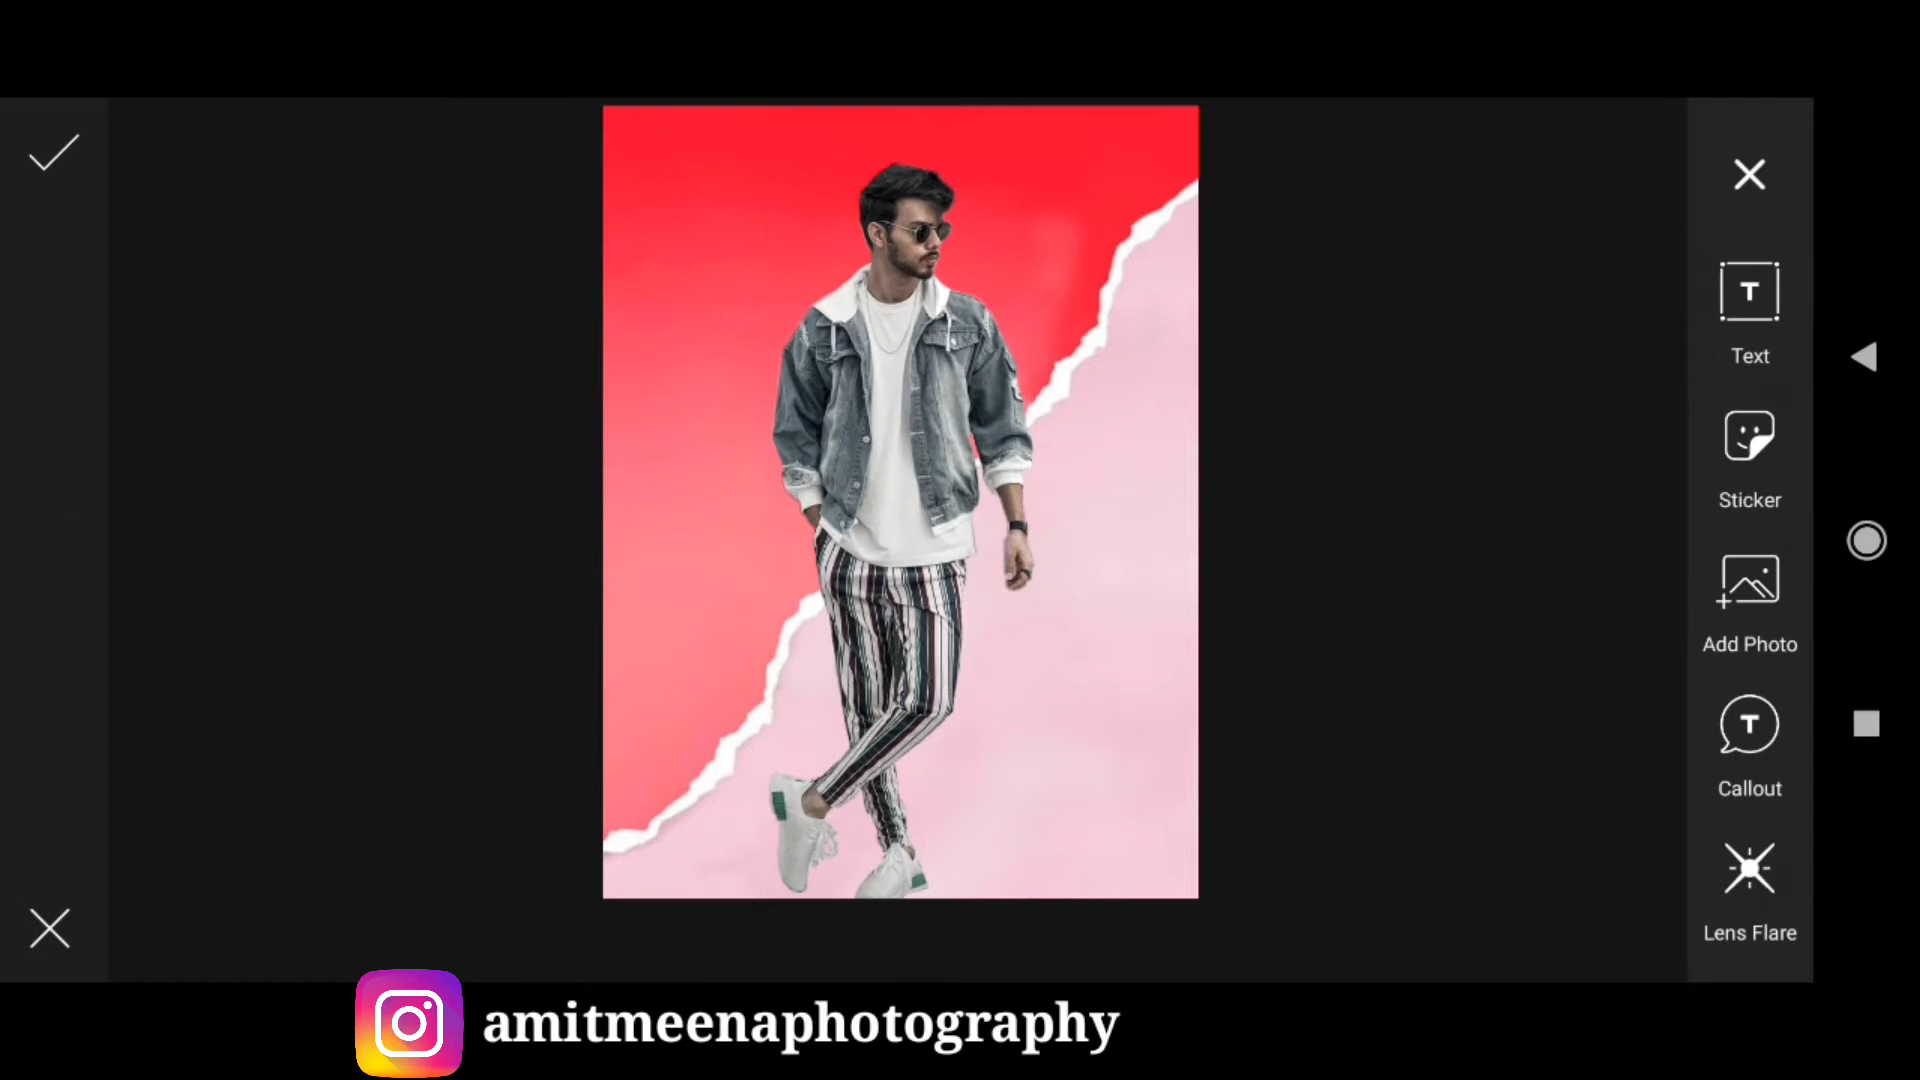 T
Text
Sticker
Add Photo
T
Callout
Lens Flare
amitmeenaphotography